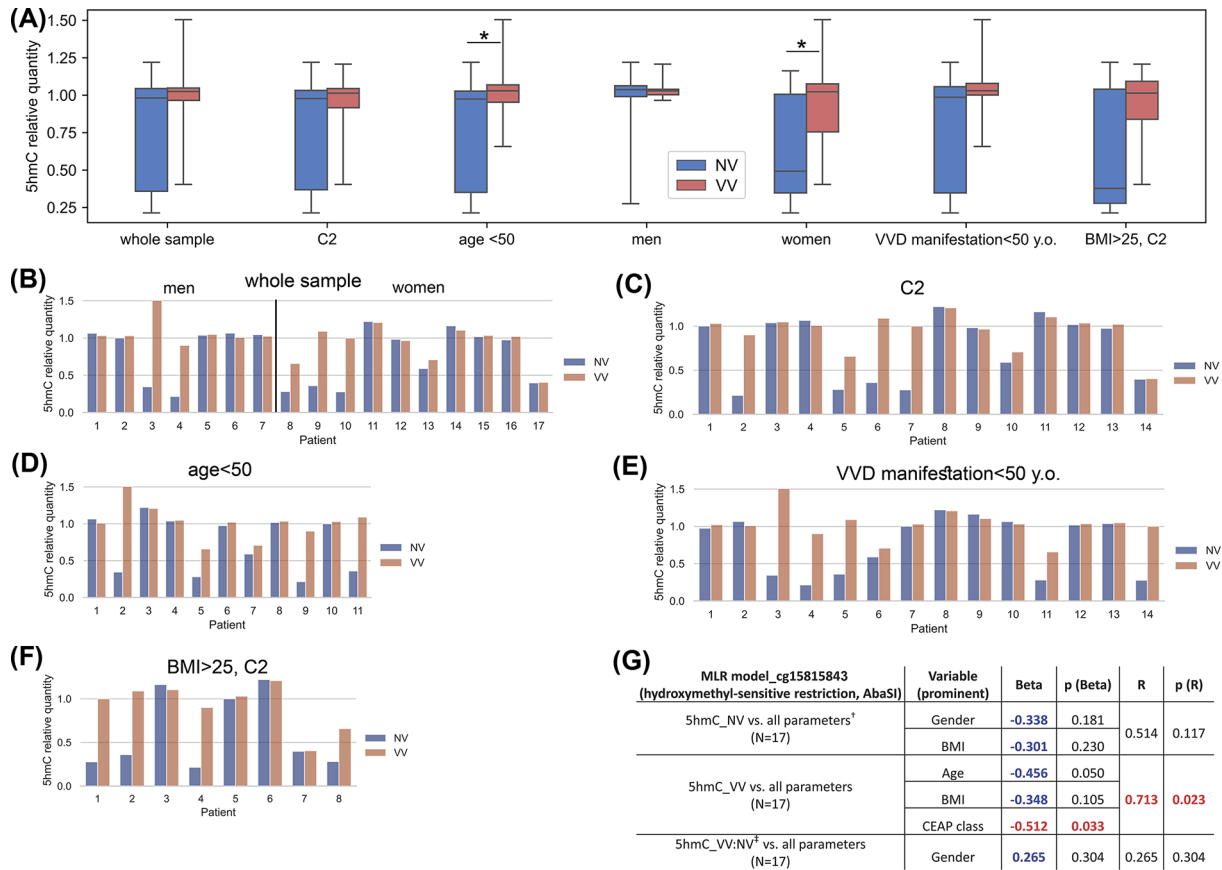 (A)
5hmC relative quantity
1.50
1.25
1.00
0.75
0.50
0.25
*
*
NV
VV
whole sample
C2
age <50
men
women
VVD manifestation<50 y.o.
BMI>25, C2
(B)
whole sample
men
women
5hmC relative quantity
1.5
1.0
0.5
0.0
1 2 3 4 5 6 7 8 9 10 11 12 13 14 15 16 17
Patient
NV
VV
(C)
C2
5hmC relative quantity
1.0
0.5
0.0
1 2 3 4 5 6 7 8 9 10 11 12 13 14
Patient
NV
VV
(D)
age<50
5hmC relative quantity
1.5
1.0
0.5
0.0
1 2 3 4 5 6 7 8 9 10 11
Patient
NV
VV
(E)
VVD manifestation<50 y.o.
5hmC relative quantity
1.5
1.0
0.5
0.0
1 2 3 4 5 6 7 8 9 10 11 12 13 14
Patient
NV
VV
(F)
BMI>25, C2
5hmC relative quantity
1.0
0.5
0.0
1 2 3 4 5 6 7 8
Patient
NV
VV
(G)
MLR model_cg15815843
(hydroxymethyl-sensitive restriction, AbaSI)
Variable
(prominent)
Beta
p (Beta)
R
p (R)
5hmC_NV vs. all parameters†
(N=17)
Gender -0.338 0.181
BMI -0.301 0.230
0.514 0.117
5hmC_VV vs. all parameters
(N=17)
Age -0.456 0.050
BMI -0.348 0.105
CEAP class -0.512 0.033
0.713 0.023
5hmC_VV:NV‡ vs. all parameters
(N=17)
Gender 0.265 0.304 0.265 0.304